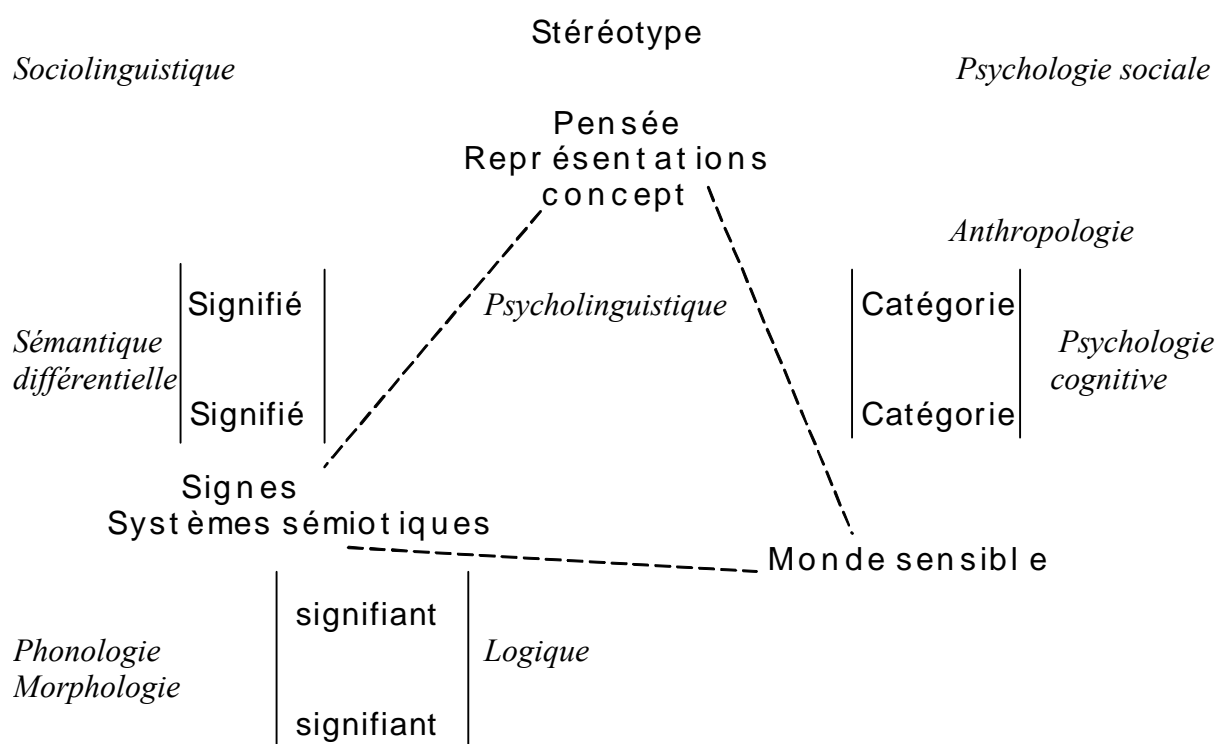 Stéréotype
Sociolinguistique
Psychologie sociale
Pensée
Représentations
concept
Anthropologie
Signifié
Psycholinguistique
Catégorie
Sémantique
différentielle
Psychologie
cognitive
Signifié
Catégorie
Signes
Systèmes sémiotiques
Monde sensible
signifiant
Phonologie
Morphologie
Logique
signifiant